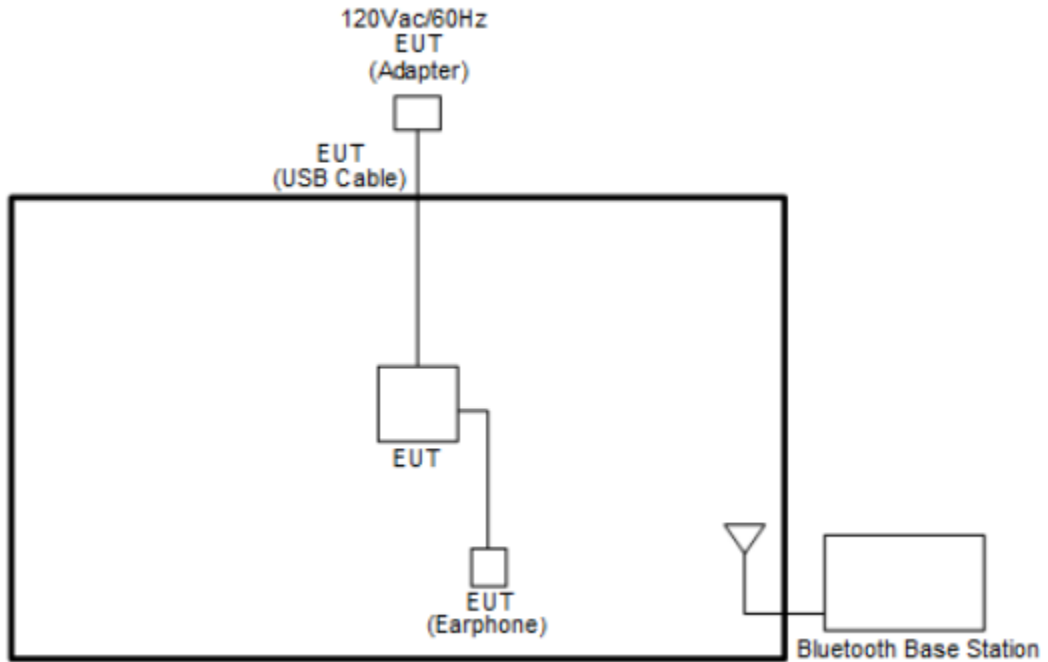 120Vac/60Hz
EUT
(Adapter)
EUT
(USB Cable)
EUT
EUT
(Earphone)
Bluetooth Base Station